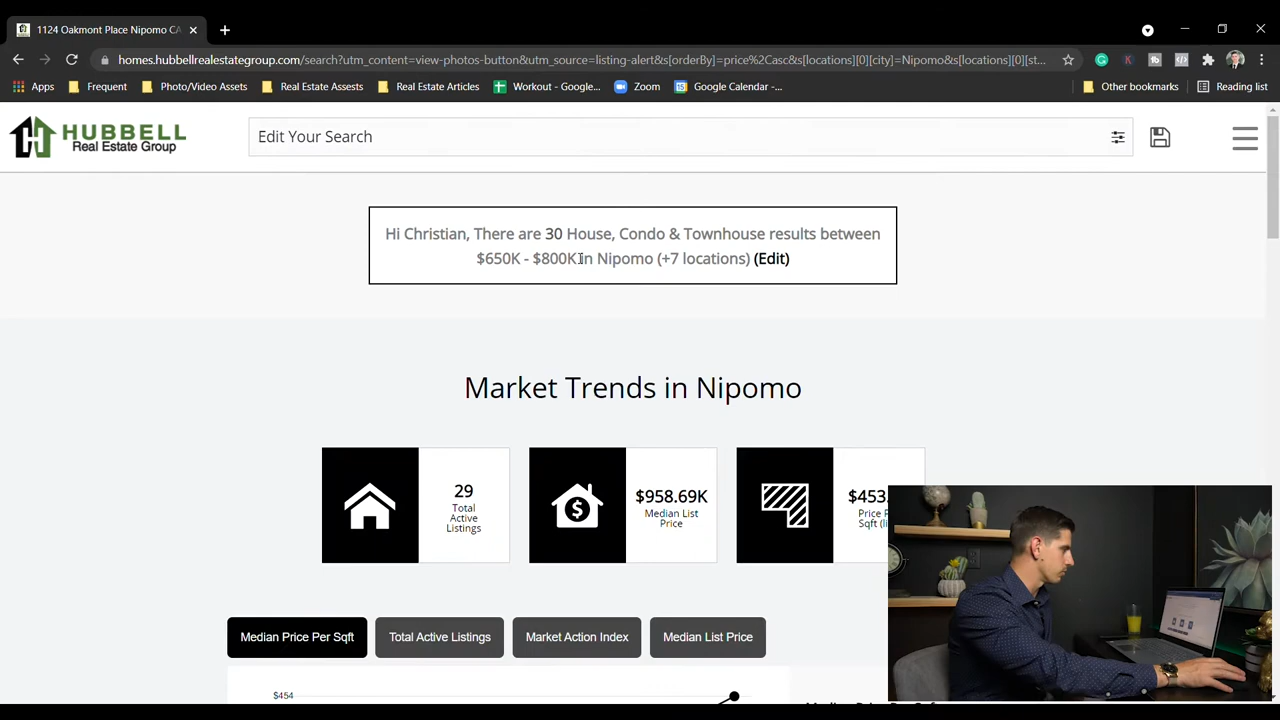 1124 Oakmont Place Nipomo CA
homes.hubbellrealestategroup.com/search?utm_content=view-photos-button&utm_source=listing-alert&s[orderBy]=price%2Casc&s[locations][0][city]=Nipomo&s[locations][0][st...
Apps Frequent Photo/Video Assets Real Estate Assests Real Estate Articles Workout - Google... Zoom Google Calendar -... Other bookmarks Reading list
HUBBELL
Real Estate Group
Edit Your Search
Hi Christian, There are 30 House, Condo & Townhouse results between
$650K - $800K in Nipomo (+7 locations) (Edit)
Market Trends in Nipomo
29
Total
Active
Listings
$958.69K
Median List
Price
$453.
Price P
Sqft (li
Median Price Per Sqft Total Active Listings Market Action Index Median List Price
$454